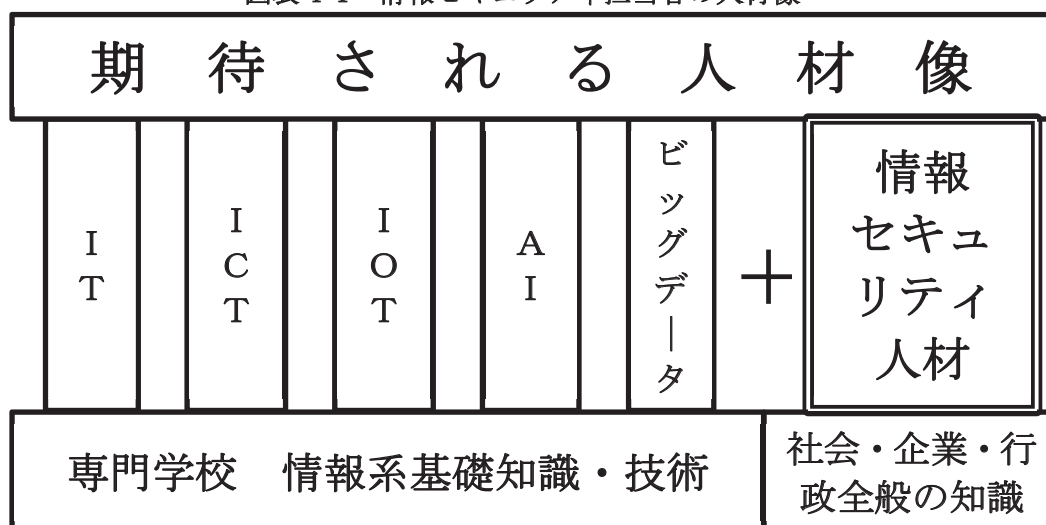 期待される人材像
IT
ICT
IOT
AI
ビッグデータ
+
情報
セキュ
リティ
人材
専門学校　情報系基礎知識・技術
社会・企業・行
政全般の知識